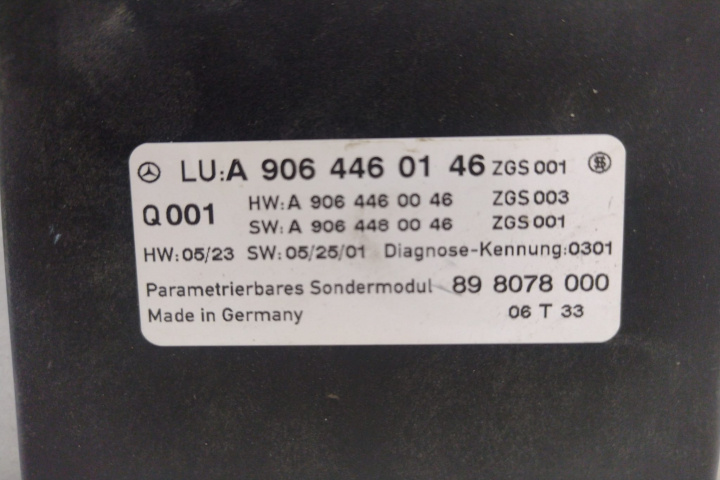 LU:A 906 446 01 46 ZGS 001
Q 001
HW:A 906 446 00 46 ZGS 003
SW:A 906 448 00 46 ZGS 001
HW:05/23 SW:05/25/01 Diagnose-Kennung:0301
Parametrierbares Sondermodul 89 8078 000
Made in Germany 06 T 33